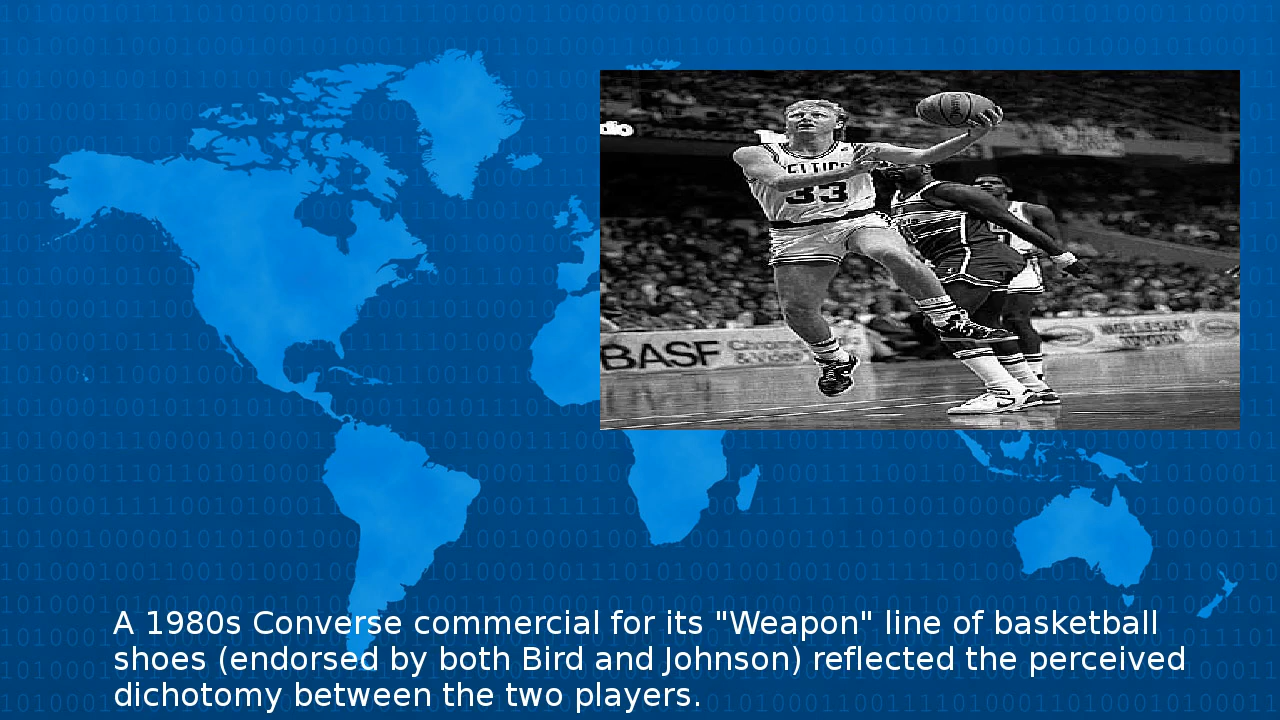 CELTICS
33
BASF
A 1980s Converse commercial for its "Weapon" line of basketball
shoes (endorsed by both Bird and Johnson) reflected the perceived
dichotomy between the two players.